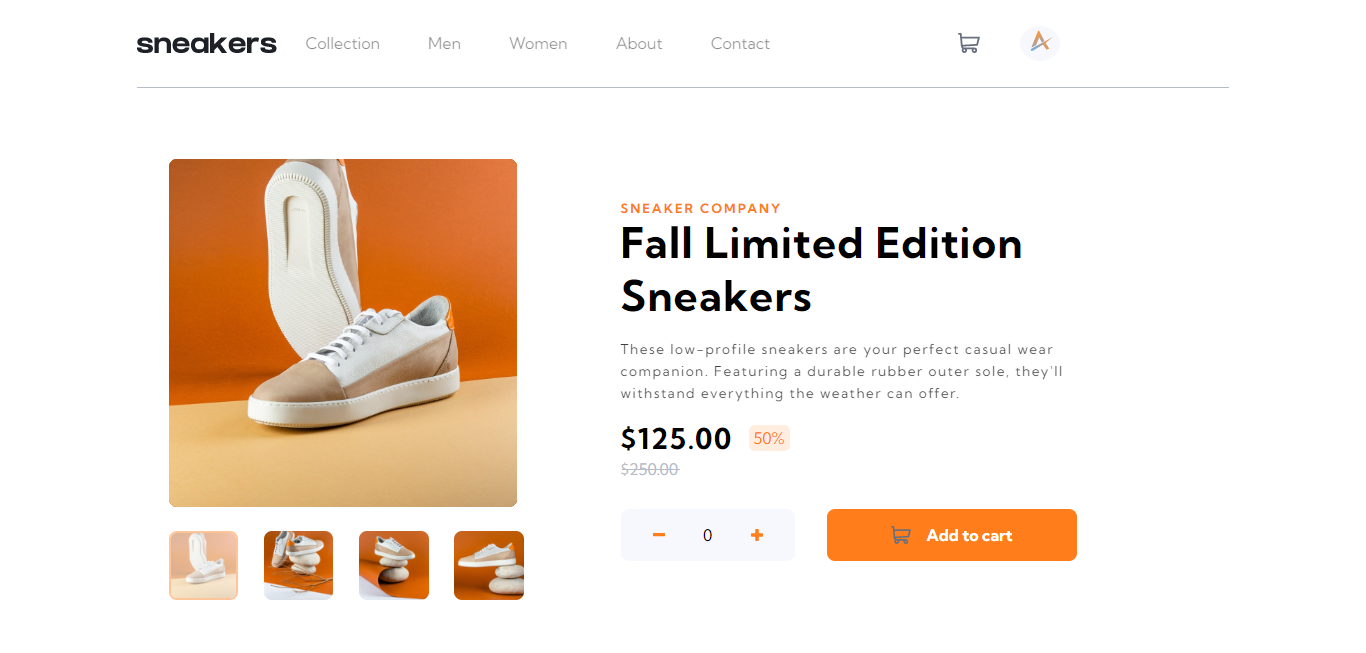 sneakers Collection Men Women About Contact
SNEAKER COMPANY
Fall Limited Edition
Sneakers
These low-profile sneakers are your perfect casual wear
companion. Featuring a durable rubber outer sole, they'll
withstand everything the weather can offer.
$125.00 50%
$250.00
0 Add to cart